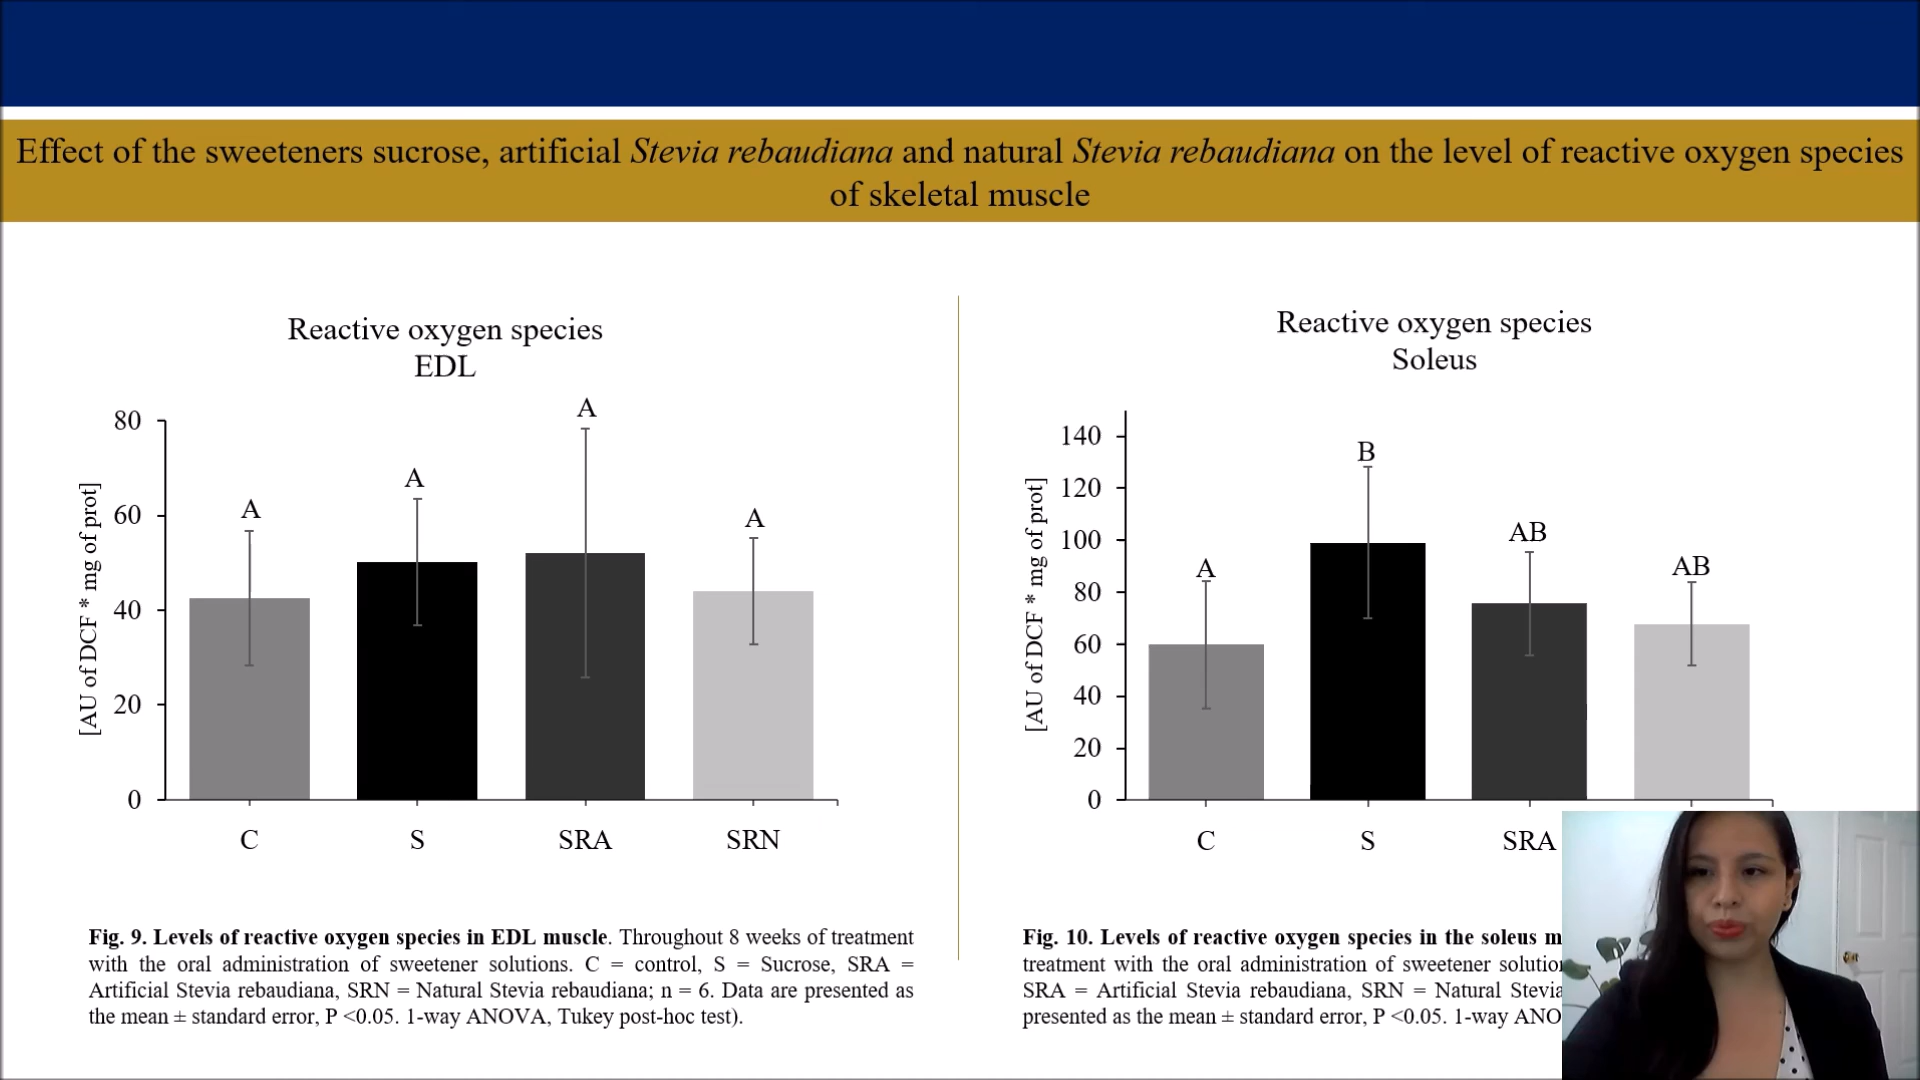 Effect of the sweeteners sucrose, artificial Stevia rebaudiana and natural Stevia rebaudiana on the level of reactive oxygen species
of skeletal muscle
Reactive oxygen species
EDL
[AU of DCF * mg of prot]
80
60
40
20
0
A
A
A
A
C
S
SRA
SRN
Fig. 9. Levels of reactive oxygen species in EDL muscle. Throughout 8 weeks of treatment
with the oral administration of sweetener solutions. C = control, S = Sucrose, SRA =
Artificial Stevia rebaudiana, SRN = Natural Stevia rebaudiana; n = 6. Data are presented as
the mean ± standard error, P <0.05. 1-way ANOVA, Tukey post-hoc test).
Reactive oxygen species
Soleus
[AU of DCF * mg of prot]
140
120
100
80
60
40
20
0
A
B
AB
AB
C
S
SRA
Fig. 10. Levels of reactive oxygen species in the soleus
treatment with the oral administration of sweetener
SRA = Artificial Stevia rebaudiana, SRN = Natural Stevia
presented as the mean ± standard error, P <0.05. 1-way